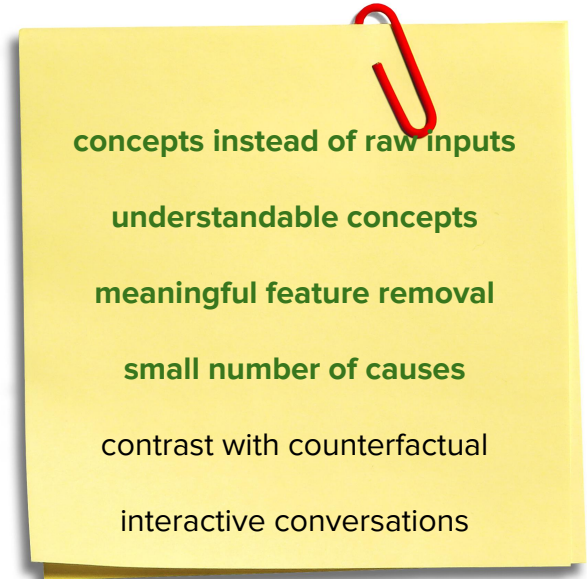 concepts instead of raw inputs
understandable concepts
meaningful feature removal
small number of causes
contrast with counterfactual
interactive conversations